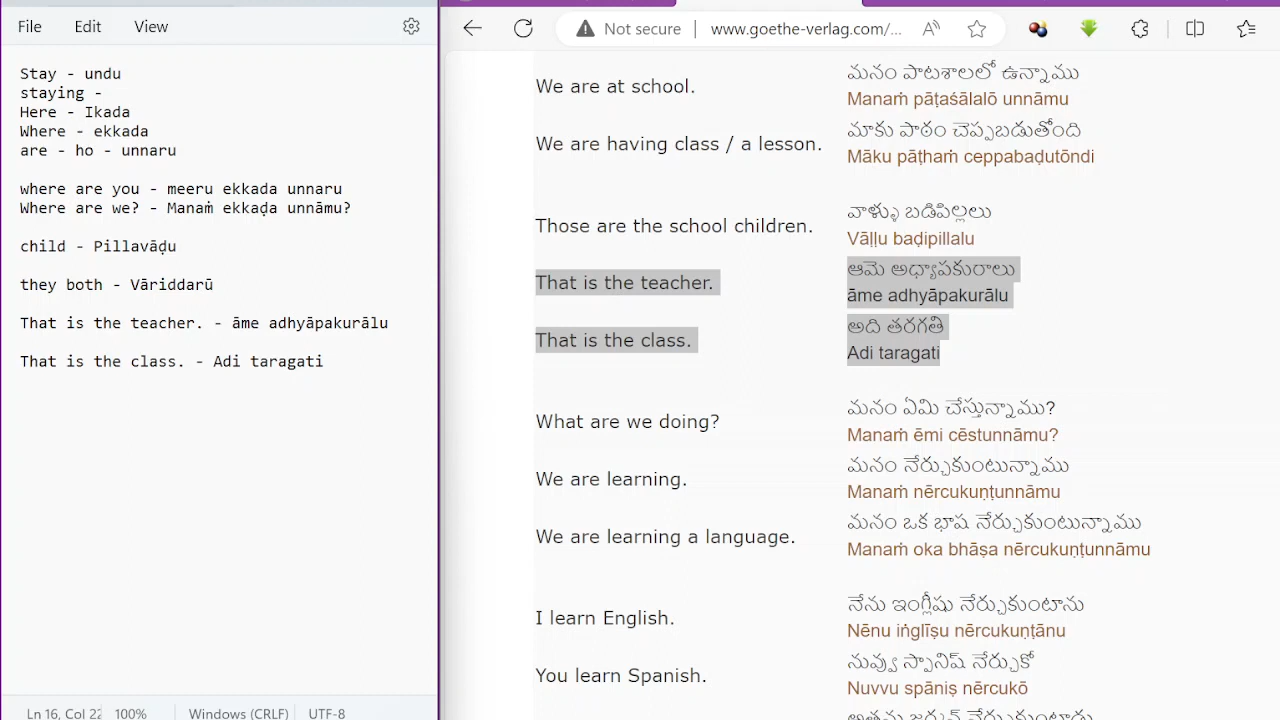 File Edit View
Stay - undu
staying -
Here - Ikada
Where - ekkada
are - ho - unnaru
where are you - meeru ekkada unnaru
Where are we? - Manaṁ ekkaḍa unnāmu?
child - Pillavāḍu
they both - Vāriddarū
That is the teacher. - āme adhyāpakurālu
That is the class. - Adi taragati
Ln 16, Col 22 100% Windows (CRLF) UTF-8
Not secure www.goethe-verlag.com/...
We are at school.
మనం పాటశాలలో ఉన్నాము
Manaṁ pāṭaśālalō unnāmu
We are having class / a lesson.
మాకు పాఠం చెప్పబడుతోంది
Māku pāṭhaṁ ceppabaḍutōndi
Those are the school children.
వాళ్ళు బడిపిల్లలు
Vāḷḷu baḍipillalu
That is the teacher.
ఆమె అధ్యాపకురాలు
āme adhyāpakurālu
That is the class.
అది తరగతి
Adi taragati
What are we doing?
మనం ఏమి చేస్తున్నాము?
Manaṁ ēmi cēstunnāmu?
We are learning.
మనం నేర్చుకుంటున్నాము
Manaṁ nērcukuṇṭunnāmu
We are learning a language.
మనం ఒక భాష నేర్చుకుంటున్నాము
Manaṁ oka bhāṣa nērcukuṇṭunnāmu
I learn English.
నేను ఇంగ్లీషు నేర్చుకుంటాను
Nēnu iṅglīṣu nērcukuṇṭānu
You learn Spanish.
నువ్వు స్పానిష్ నేర్చుకో
Nuvvu spāniṣ nērcukō